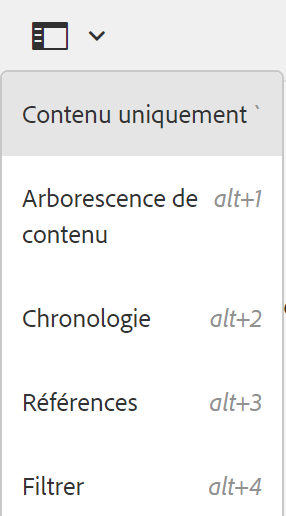 Contenu uniquement `
Arborescence de alt+1
contenu
Chronologie alt+2
Références alt+3
Filtrer alt+4